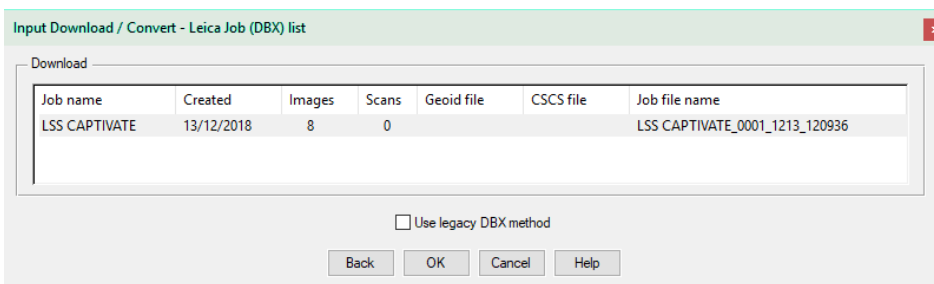 Input Download / Convert - Leica Job (DBX) list
Download
Job name Created Images Scans Geoid file CSCS file Job file name
LSS CAPTIVATE 13/12/2018 8 0 LSS CAPTIVATE_0001_1213_120936
Use legacy DBX method
Back OK Cancel Help